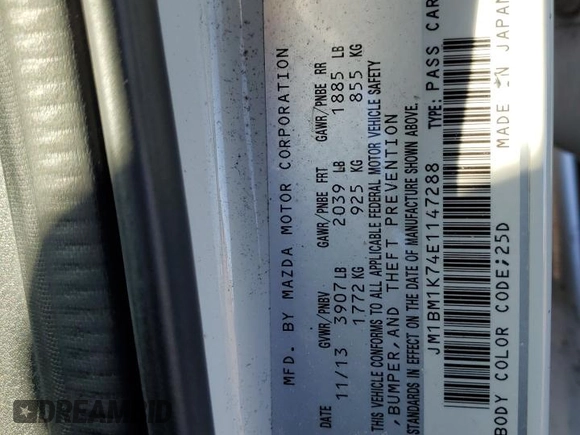 MFD. BY MAZDA MOTOR CORPORATION
GVWR/PNBV GAWR/PNBE FRT GAWR/PNBE RR
DATE 11/13 3907 LB 2039 LB 1885 LB
1772 KG 925 KG 855 KG
THIS VEHICLE CONFORMS TO ALL APPLICABLE FEDERAL MOTOR VEHICLE SAFETY
,BUMPER, AND THEFT PREVENTION
STANDARDS IN EFFECT ON THE DATE OF MANUFACTURE SHOWN ABOVE.
JM1BM1K74E1147288 TYPE: PASS CAR
MADE IN JAPAN
BODY COLOR CODE:25D
DREAMBID